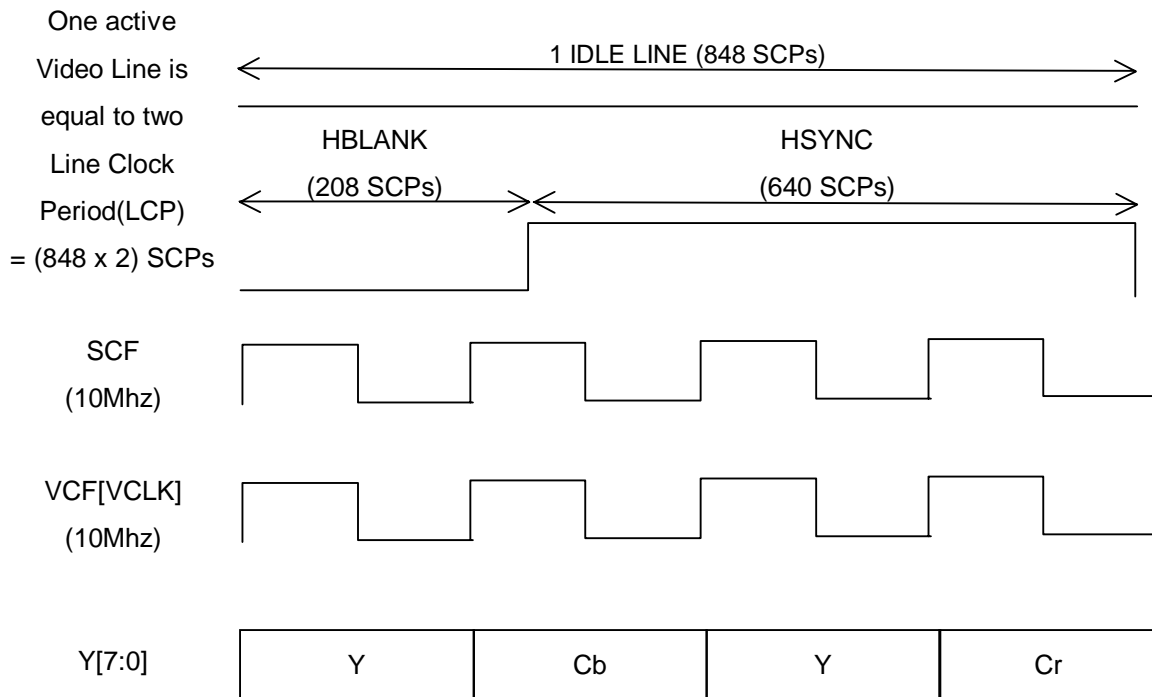 One active
Video Line is
equal to two
Line Clock
Period(LCP)
= (848 x 2) SCPs
1 IDLE LINE (848 SCPs)
HBLANK
(208 SCPs)
HSYNC
(640 SCPs)
SCF
(10Mhz)
VCF[VCLK]
(10Mhz)
Y[7:0]
Y
Cb
Y
Cr